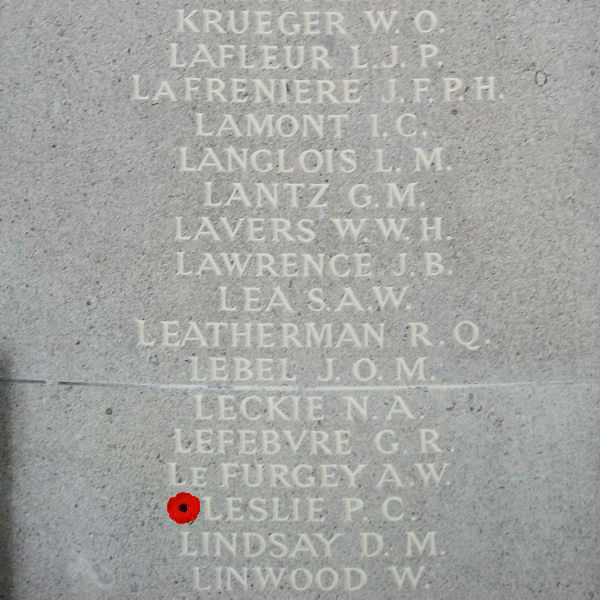 KRUEGER W. O.
LAFLEUR L. J. P.
LAFRENIERE J. F. P. H.
LAMONT I. C.
LANGLOIS L. M.
LANTZ G. M.
LAVERS W. W. H.
LAWRENCE J. B.
LEA S. A. W.
LEATHERMAN R. Q.
LEBEL J. O. M.
LECKIE N. A.
LEFEBVRE G. R.
LE FURGEY A. W.
LESLIE P. C.
LINDSAY D. M.
LINWOOD W.